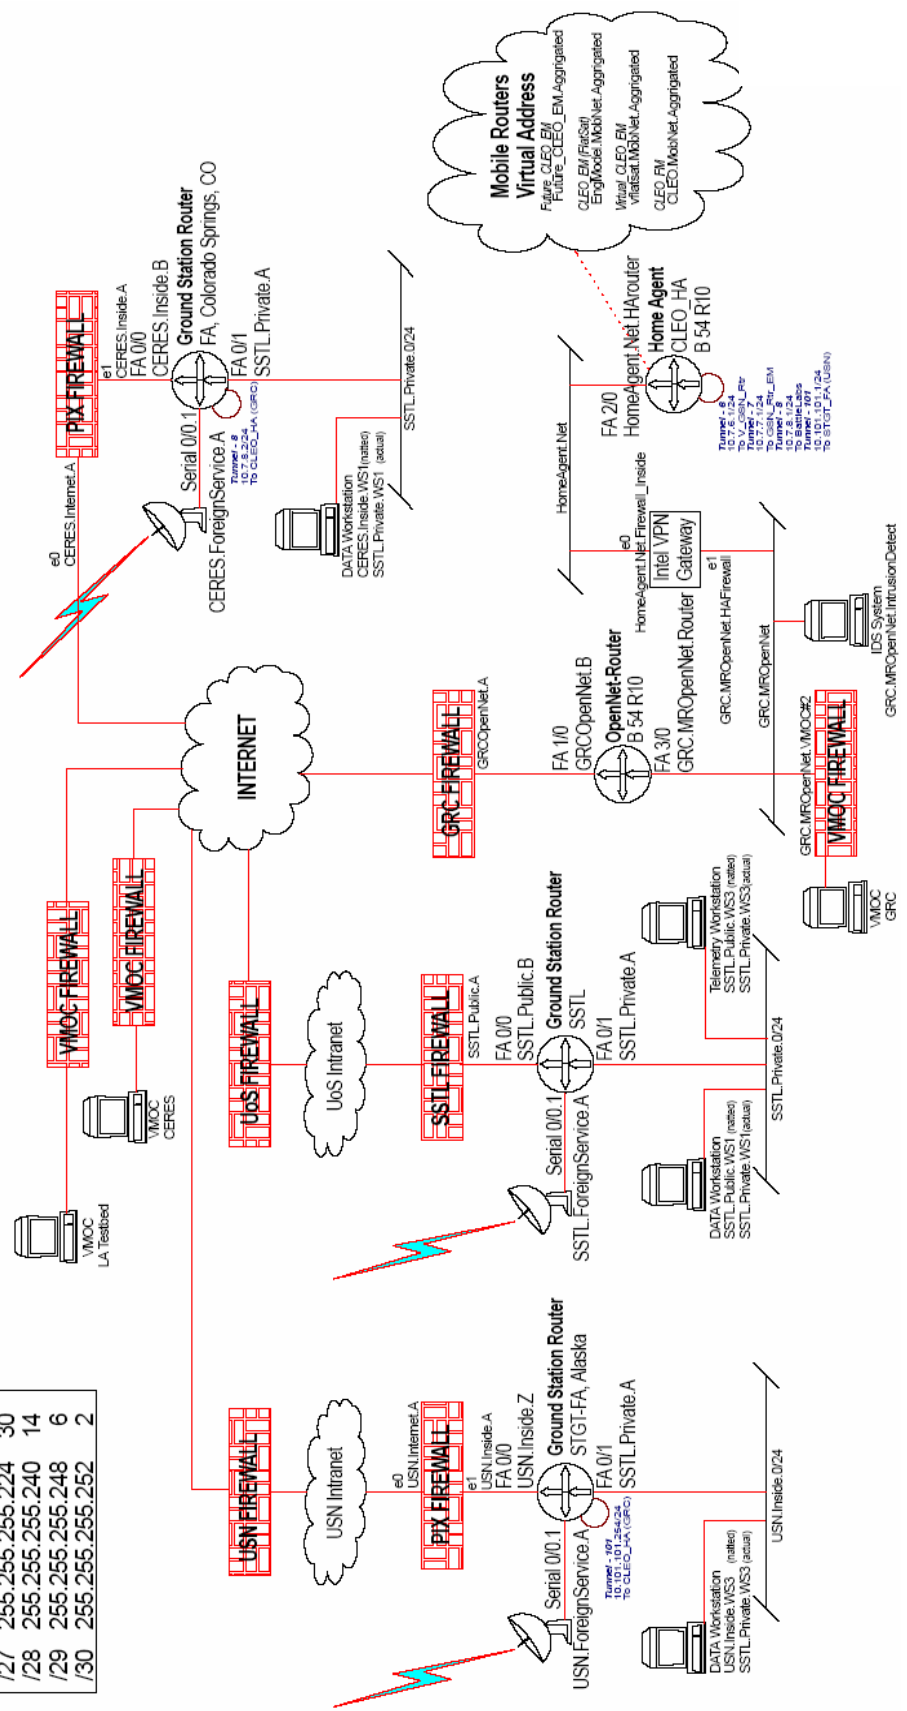 /27 255.255.255.224 30
/28 255.255.255.240 14
/29 255.255.255.248 6
/30 255.255.255.252 2
VMOC
LA Testbed
VMOC FIREWALL
VMOC
CERES
VMOC FIREWALL
INTERNET
e0
CERES.Internet.A
PIX FIREWALL
e1
CERES.Inside.A
FA 0/0
CERES.Inside.B
Ground Station Router
FA, Colorado Springs, CO
Serial 0/0.1
CERES.ForeignService.A
Tunnel - 8
10.7.8.2/24
To CLEO_HA (GRC)
FA 0/1
SSTL.Private.A
DATA Workstation
CERES.Inside.WS1(natted)
SSTL.Private.WS1 (actual)
SSTL.Private.0/24
USN FIREWALL
USN Intranet
e0
USN.Internet.A
PIX FIREWALL
e1
USN.Inside.A
FA 0/0
USN.Inside.Z
Ground Station Router
STGT-FA, Alaska
Serial 0/0.1
USN.ForeignService.A
Tunnel - 101
10.101.101.254/24
To CLEO_HA (GRC)
FA 0/1
SSTL.Private.A
DATA Workstation
USN.Inside.WS3 (natted)
SSTL.Private.WS3 (actual)
USN.Inside.0/24
UoS FIREWALL
UoS Intranet
SSTL FIREWALL
SSTL.Public.A
FA 0/0
SSTL.Public.B
Ground Station Router
SSTL
Serial 0/0.1
SSTL.ForeignService.A
FA 0/1
SSTL.Private.A
DATA Workstation
SSTL.Public.WS1 (natted)
SSTL.Private.WS1(actual)
Telemetry Workstation
SSTL.Public.WS3 (natted)
SSTL.Private.WS3(actual)
SSTL.Private.0/24
GRC FIREWALL
GRCOpenNet.A
FA 1/0
GRCOpenNet.B
OpenNet-Router
B 54 R10
FA 3/0
GRC.MROpenNet.Router
GRC.MROpenNet
GRC.MROpenNet.VMOC#2
VMOC FIREWALL
VMOC
GRC
IDS System
GRC.MROpenNet.IntrusionDetect
GRC.MROpenNet.HAFirewall
e1
Intel VPN
Gateway
e0
HomeAgent.Net.Firewall_Inside
HomeAgent.Net
FA 2/0
HomeAgent.Net.HArouter
Home Agent
CLEO_HA
B 54 R10
Tunnel - 6
10.7.6.1/24
To V_GSN_Rtr
Tunnel - 7
10.7.7.1/24
To GSN_Rtr_EM
Tunnel - 8
10.7.8.1/24
To BattleLabs
Tunnel - 101
10.101.101.1/24
To STGT_FA (USN)
Mobile Routers
Virtual Address
Future_CLEO_EM
Future_CLEO_EM.Aggrigated
CLEO_EM (FlatSat)
EngModel.MobNet.Aggrigated
Virtual_CLEO_EM
vflatsat.MobNet.Aggrigated
CLEO_FM
CLEO.MobNet.Aggrigated